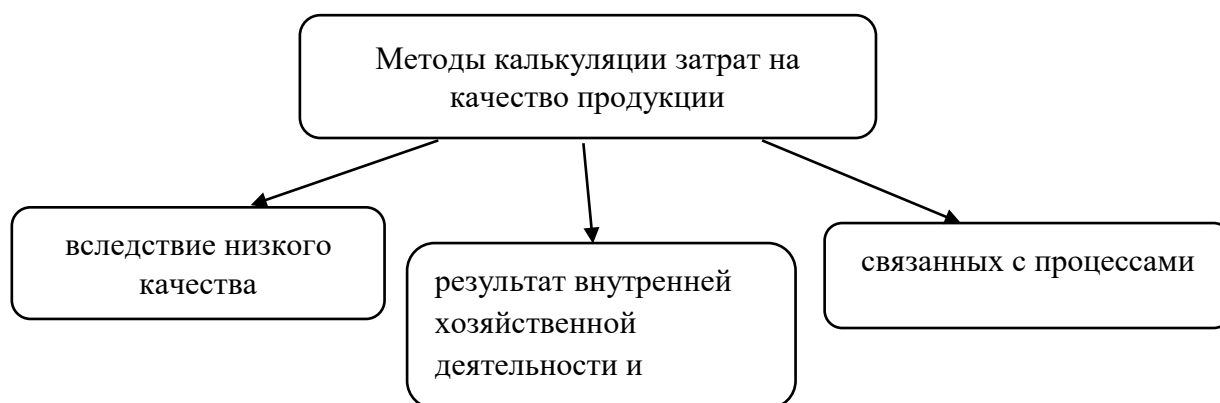 Методы калькуляции затрат на
качество продукции
вследствие низкого
качества
результат внутренней
хозяйственной
деятельности и
связанных с процессами